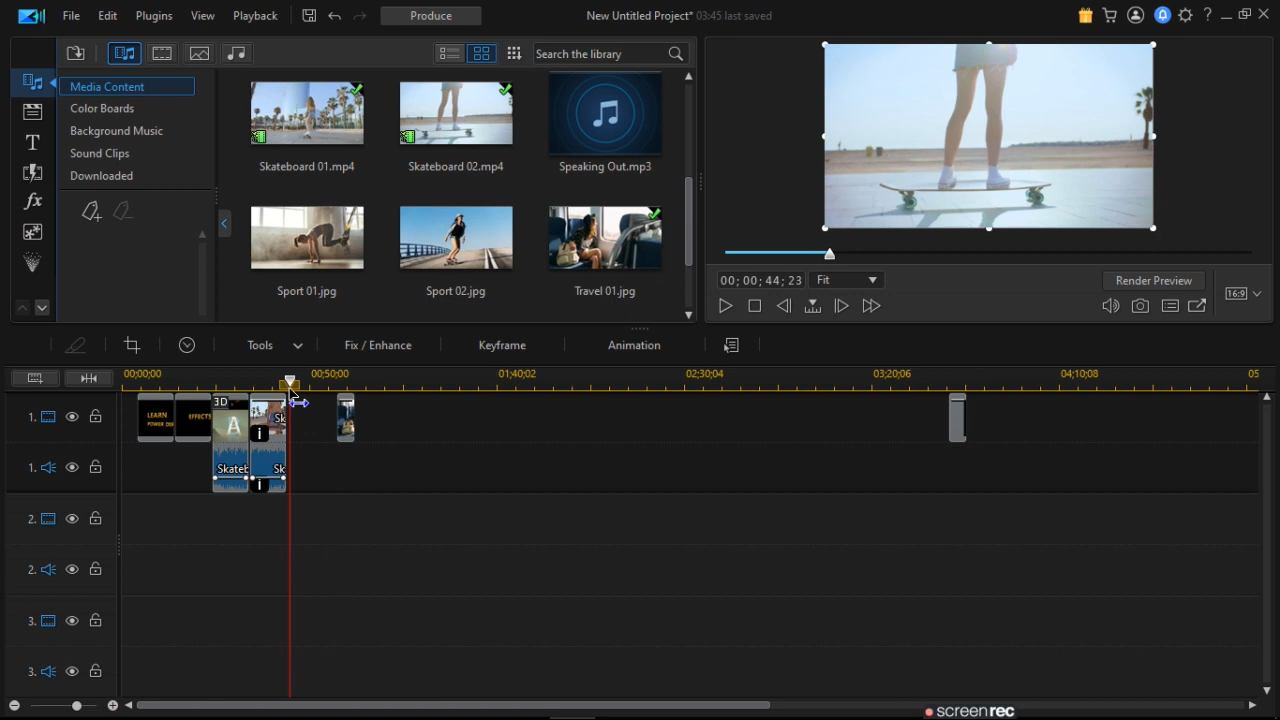 File Edit Plugins View Playback Produce New Untitled Project* 03:45 last saved
Search the library
Media Content
Color Boards
Background Music
Sound Clips
Downloaded
Skateboard 01.mp4 Skateboard 02.mp4 Speaking Out.mp3
Sport 01.jpg Sport 02.jpg Travel 01.jpg
00; 00; 44; 23 Fit Render Preview
16:9
Tools Fix / Enhance Keyframe Animation
00;00;00 00;50;00 01;40;02 02;30;04 03;20;06 04;10;08 05
1. LEARN EFFECTS 3D A Sk
1. Skateb Sk
2.
2.
3.
3.
screenrec